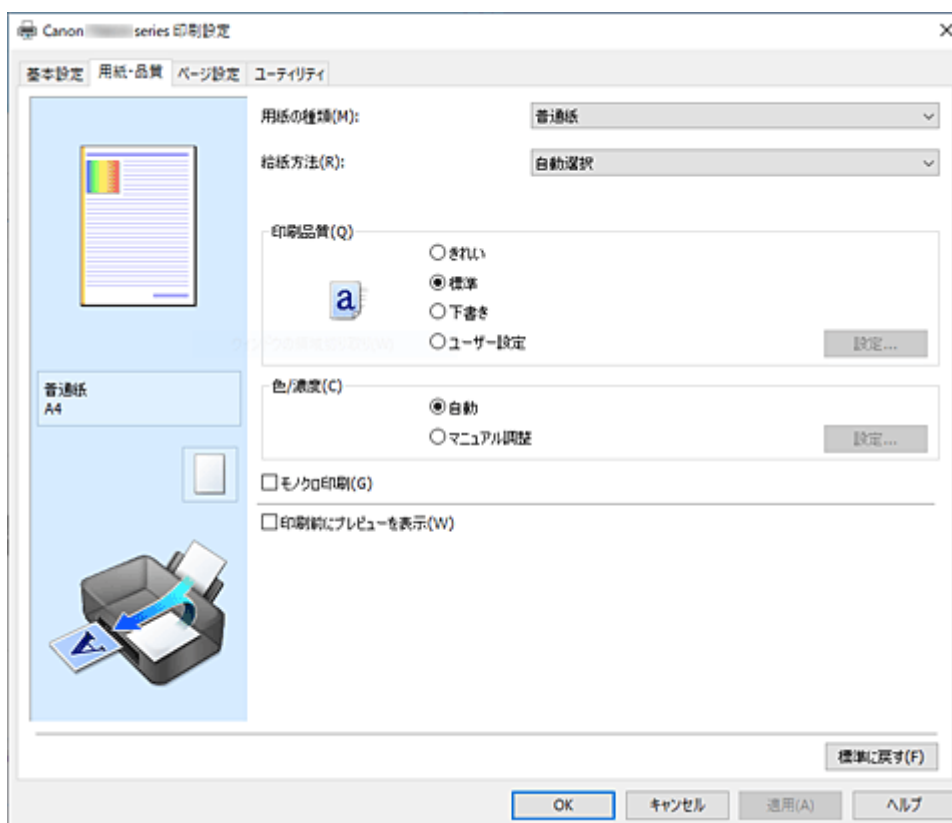 Canon series 印刷設定
基本設定 用紙・品質 ページ設定 ユーティリティ
用紙の種類(M): 普通紙
給紙方法(R): 自動選択
印刷品質(Q)
きれい
標準
a
下書き
ユーザー設定 設定...
普通紙
A4
色/濃度(C)
自動
マニュアル調整 設定...
モノクロ印刷(G)
印刷前にプレビューを表示(W)
A
標準に戻す(F)
OK キャンセル 適用(A) ヘルプ